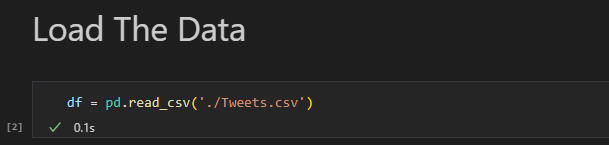 Load The Data
df = pd.read_csv('./Tweets.csv')
[2]
0.1s